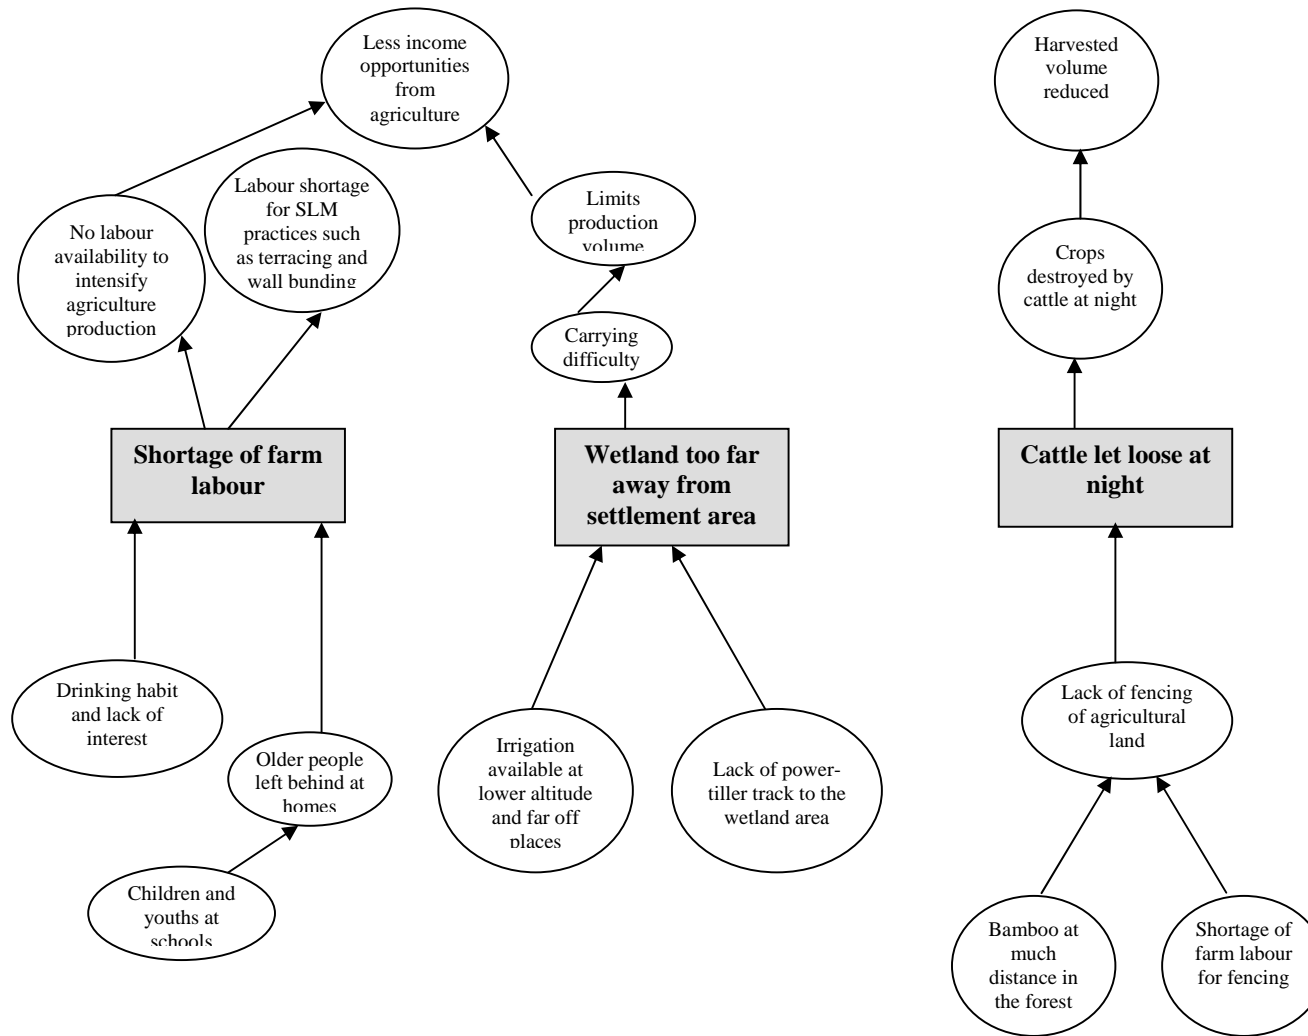 Less income
opportunities
from
agriculture
Harvested
volume
reduced
Labour shortage
for SLM
practices such
as terracing and
wall bunding
Limits
production
volume
No labour
availability to
intensify
agriculture
production
Crops
destroyed by
cattle at night
Carrying
difficulty
Shortage of farm
labour
Wetland too far
away from
settlement area
Cattle let loose at
night
Drinking habit
and lack of
interest
Lack of fencing
of agricultural
land
Older people
left behind at
homes
Irrigation
available at
lower altitude
and far off
places
Lack of power-
tiller track to the
wetland area
Children and
youths at
schools
Bamboo at
much
distance in
the forest
Shortage of
farm labour
for fencing